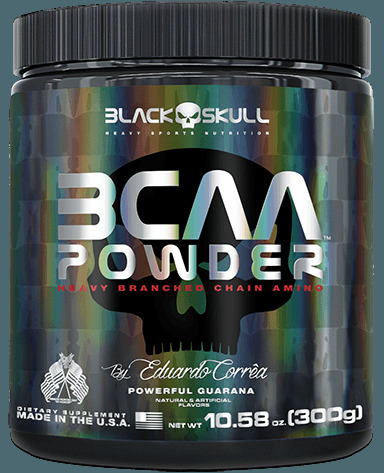 BLACK SKULL
HEAVY SPORTS NUTRITION
BCAA
POWDER™
HEAVY BRANCHED CHAIN AMINO
By Eduardo Corrêa
POWERFUL GUARANA
NATURAL & ARTIFICIAL
FLAVORS
DIETARY SUPPLEMENT
MADE IN THE U.S.A.
NET WT 10.58 oz.(300g)